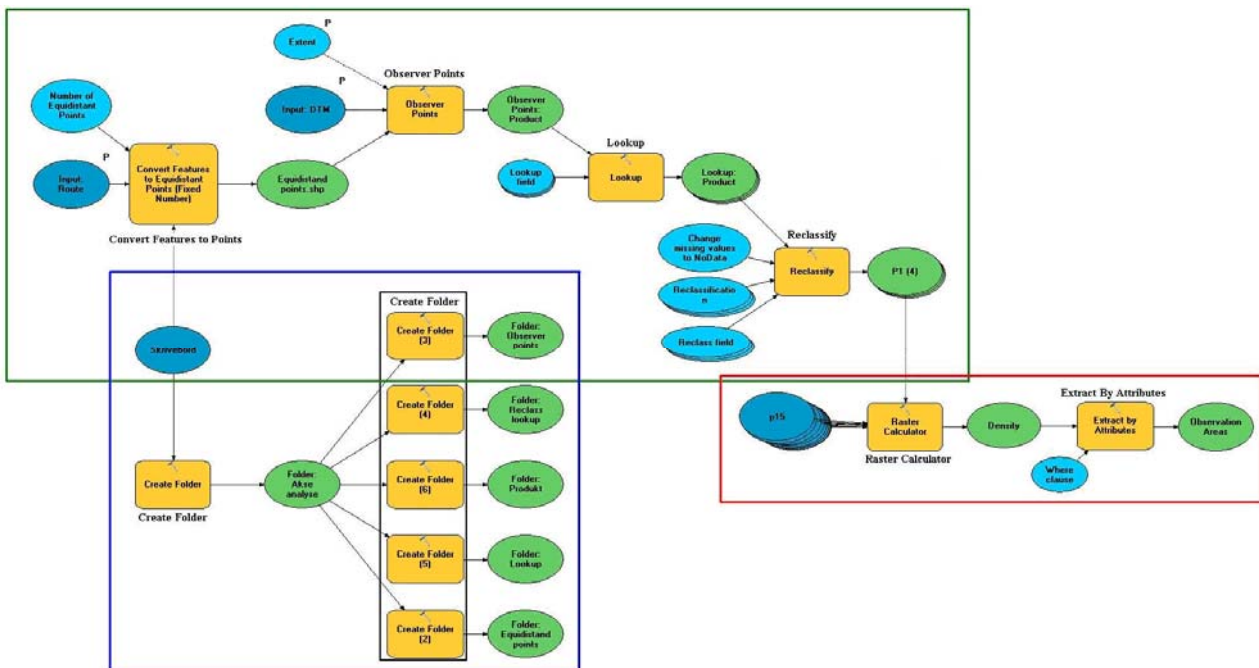 P
Extent
Observer Points
P
Number of
Equidistant
Points
Input: DTM
Observer
Points
Observer
Points:
Product
P
Lookup
Input:
Route
Convert Features
to Equidistant
Points (Fixed
Number)
Equidistand
points.shp
Lookup
field
Lookup
Lookup:
Product
Convert Features to Points
Reclassify
Change
missing values
to NoData
Reclassify
P1 (4)
Reclassificatio
n
Reclass field
Create Folder
Skrivebord
Create Folder
(3)
Folder:
Observer
points
Create Folder
(4)
Folder:
Reclass
lookup
Extract By Attributes
p15
Raster
Calculator
Density
Extract by
Attributes
Observation
Areas
Raster Calculator
Where
clause
Create Folder
Create Folder
Folder:
Akse
analyse
Create Folder
(6)
Folder:
Produkt
Create Folder
(5)
Folder:
Lookup
Create Folder
(2)
Folder:
Equidistand
points